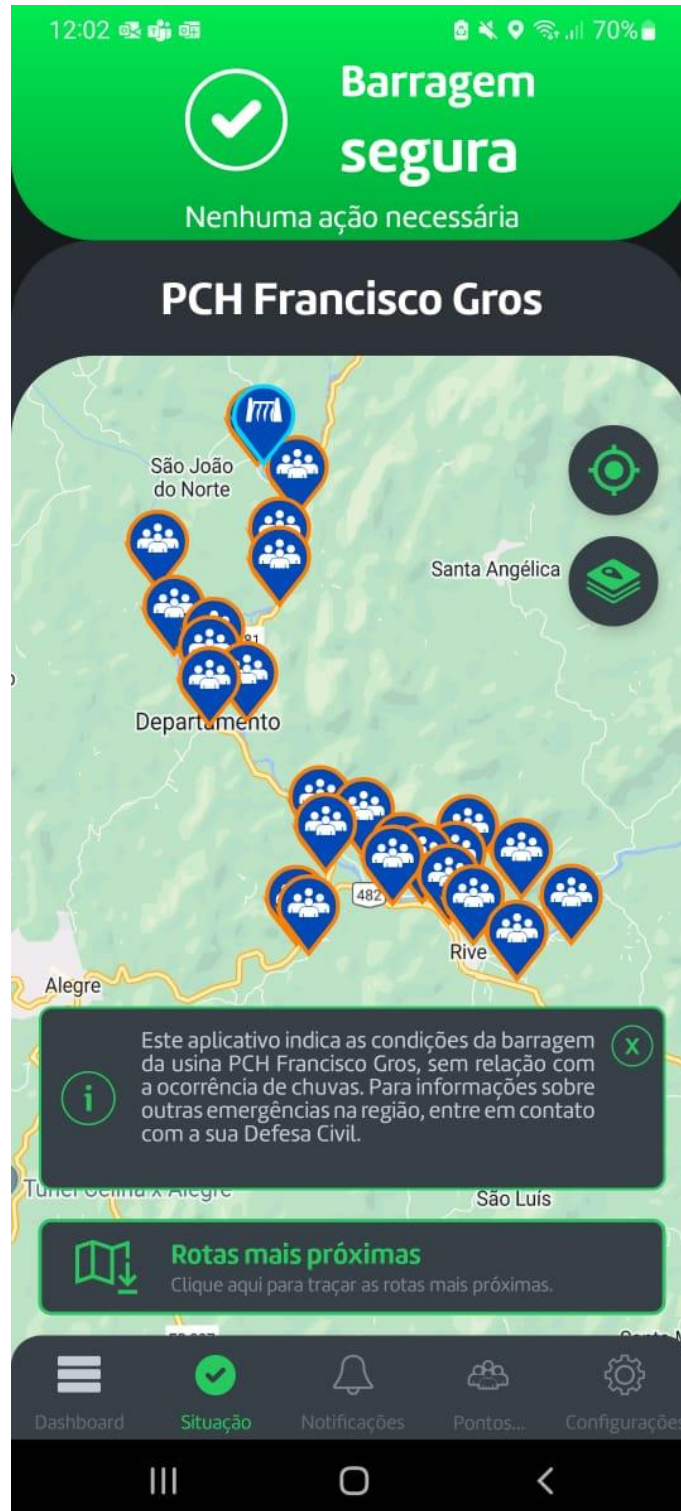 12:02
70%
Barragem
segura
Nenhuma ação necessária
PCH Francisco Gros
São João
do Norte
Santa Angélica
81
Departamento
482
Rive
Alegre
Este aplicativo indica as condições da barragem
da usina PCH Francisco Gros, sem relação com
a ocorrência de chuvas. Para informações sobre
outras emergências na região, entre em contato
com a sua Defesa Civil.
i
X
x Alegre
São Luís
Rotas mais próximas
Clique aqui para traçar as rotas mais próximas.
Dashboard
Situação
Notificações
Pontos...
Configurações